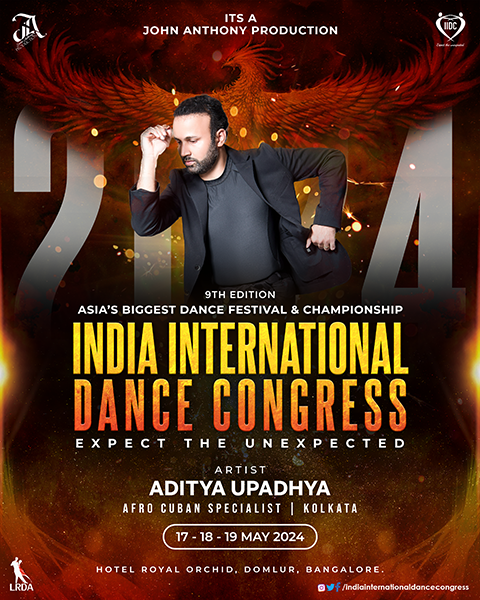 ITS A
JOHN ANTHONY PRODUCTION
JA
IIDC
2024
9TH EDITION
ASIA'S BIGGEST DANCE FESTIVAL & CHAMPIONSHIP
INDIA INTERNATIONAL
DANCE CONGRESS
EXPECT THE UNEXPECTED
ARTIST
ADITYA UPADHYA
AFRO CUBAN SPECIALIST | KOLKATA
17 - 18 - 19 MAY 2024
HOTEL ROYAL ORCHID, DOMLUR, BANGALORE.
LRDA
/indiainternationaldancecongress